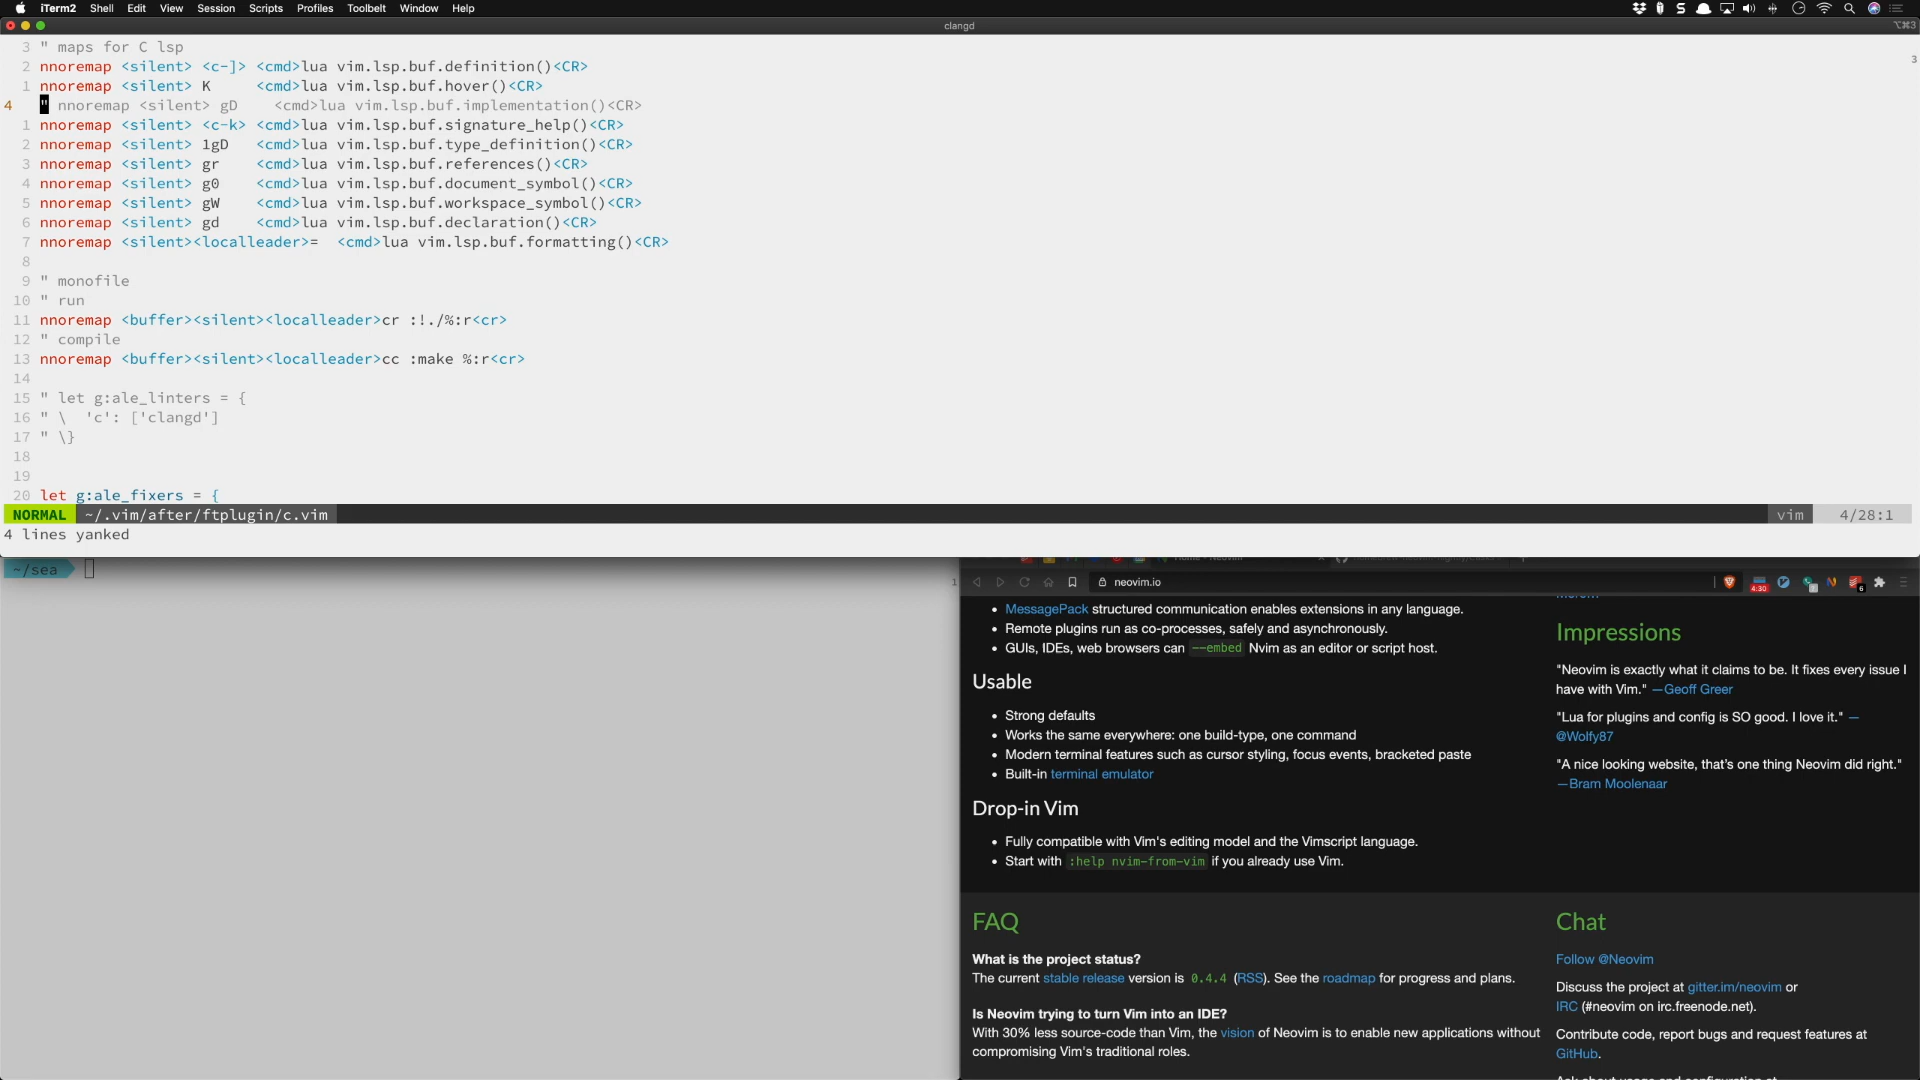 iTerm2 Shell Edit View Session Scripts Profiles Toolbelt Window Help
clangd
⌥⌘3
3
3 " maps for C lsp
2 nnoremap <silent> <c-]> <cmd>lua vim.lsp.buf.definition()<CR>
1 nnoremap <silent> K     <cmd>lua vim.lsp.buf.hover()<CR>
4   " nnoremap <silent> gD    <cmd>lua vim.lsp.buf.implementation()<CR>
1 nnoremap <silent> <c-k> <cmd>lua vim.lsp.buf.signature_help()<CR>
2 nnoremap <silent> 1gD   <cmd>lua vim.lsp.buf.type_definition()<CR>
3 nnoremap <silent> gr    <cmd>lua vim.lsp.buf.references()<CR>
4 nnoremap <silent> g0    <cmd>lua vim.lsp.buf.document_symbol()<CR>
5 nnoremap <silent> gW    <cmd>lua vim.lsp.buf.workspace_symbol()<CR>
6 nnoremap <silent> gd    <cmd>lua vim.lsp.buf.declaration()<CR>
7 nnoremap <silent><localleader>=  <cmd>lua vim.lsp.buf.formatting()<CR>
8
9 " monofile
10 " run
11 nnoremap <buffer><silent><localleader>cr :!./%:r<cr>
12 " compile
13 nnoremap <buffer><silent><localleader>cc :make %:r<cr>
14
15 " let g:ale_linters = {
16 " \  'c': ['clangd']
17 " \}
18
19
20 let g:ale_fixers = {
NORMAL ~/.vim/after/ftplugin/c.vim vim 4/28:1
4 lines yanked
~/sea
1
neovim.io
4:30
6
MessagePack structured communication enables extensions in any language.
Remote plugins run as co-processes, safely and asynchronously.
GUIs, IDEs, web browsers can --embed Nvim as an editor or script host.
Usable
Strong defaults
Works the same everywhere: one build-type, one command
Modern terminal features such as cursor styling, focus events, bracketed paste
Built-in terminal emulator
Drop-in Vim
Fully compatible with Vim's editing model and the Vimscript language.
Start with :help nvim-from-vim if you already use Vim.
Impressions
"Neovim is exactly what it claims to be. It fixes every issue I
have with Vim." —Geoff Greer
"Lua for plugins and config is SO good. I love it." —
@Wolfy87
"A nice looking website, that's one thing Neovim did right."
—Bram Moolenaar
FAQ
What is the project status?
The current stable release version is 0.4.4 (RSS). See the roadmap for progress and plans.
Is Neovim trying to turn Vim into an IDE?
With 30% less source-code than Vim, the vision of Neovim is to enable new applications without
compromising Vim's traditional roles.
Chat
Follow @Neovim
Discuss the project at gitter.im/neovim or
IRC (#neovim on irc.freenode.net).
Contribute code, report bugs and request features at
GitHub.